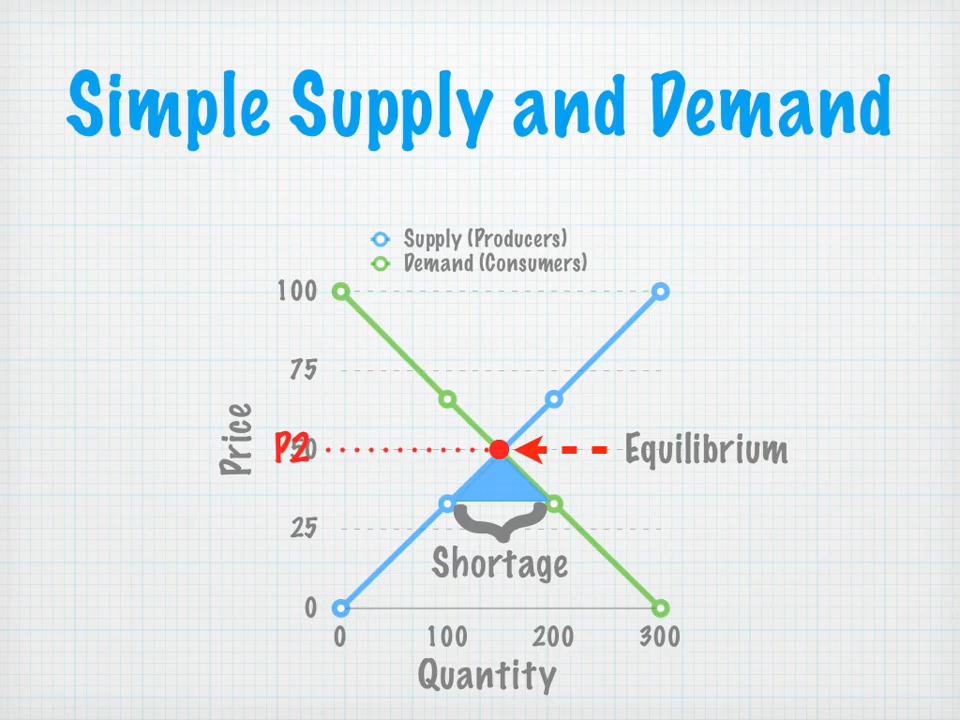 Simple Supply and Demand
Supply (Producers)
Demand (Consumers)
100
75
Price
P2
50
Equilibrium
25
Shortage
0
0 100 200 300
Quantity